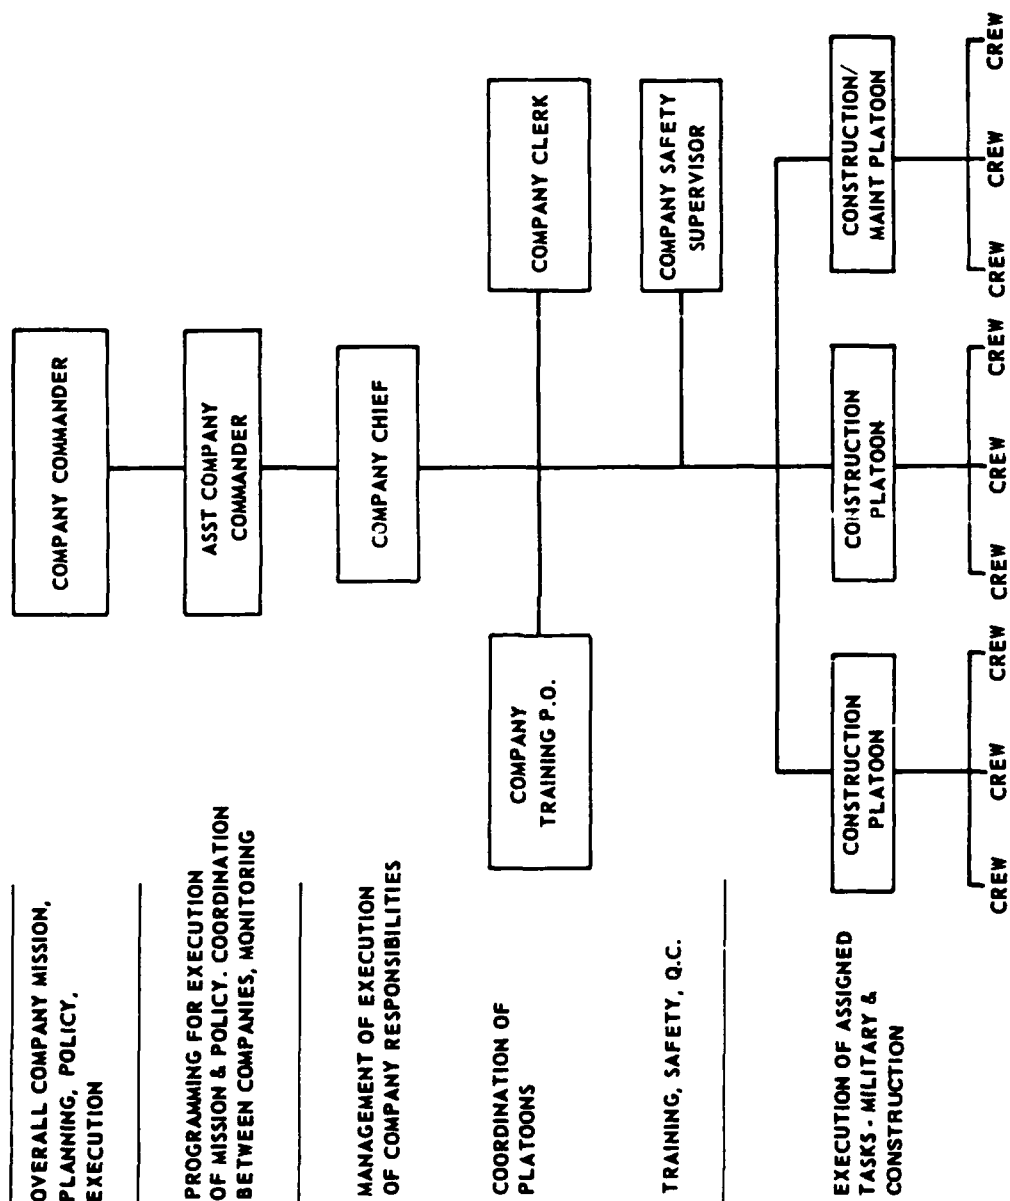 OVERALL COMPANY MISSION,
PLANNING, POLICY,
EXECUTION
COMPANY COMMANDER
PROGRAMMING FOR EXECUTION
OF MISSION & POLICY. COORDINATION
BETWEEN COMPANIES, MONITORING
ASST COMPANY
COMMANDER
MANAGEMENT OF EXECUTION
OF COMPANY RESPONSIBILITIES
COMPANY CHIEF
COORDINATION OF
PLATOONS
COMPANY
TRAINING P.O.
COMPANY CLERK
TRAINING, SAFETY, Q.C.
COMPANY SAFETY
SUPERVISOR
EXECUTION OF ASSIGNED
TASKS - MILITARY &
CONSTRUCTION
CONSTRUCTION
PLATOON
CONSTRUCTION
PLATOON
CONSTRUCTION/
MAINT PLATOON
CREW
CREW
CREW
CREW
CREW
CREW
CREW
CREW
CREW